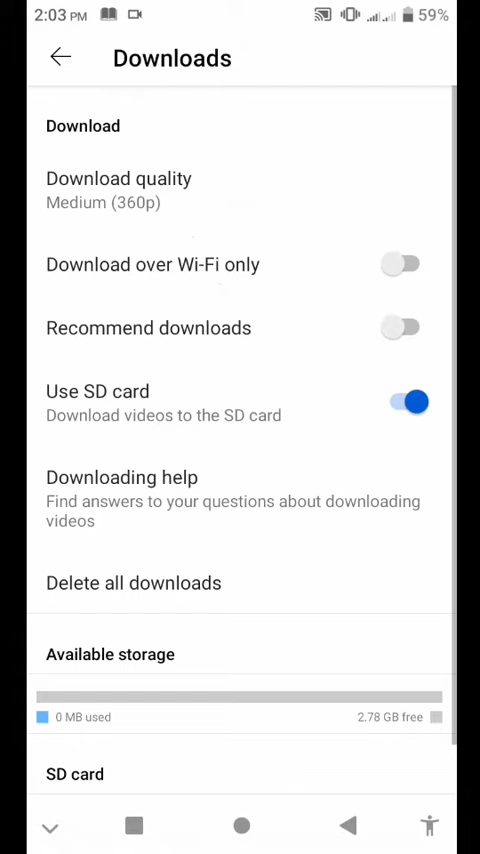 2:03 PM
59%
Downloads
Download
Download quality
Medium (360p)
Download over Wi-Fi only
Recommend downloads
Use SD card
Download videos to the SD card
Downloading help
Find answers to your questions about downloading
videos
Delete all downloads
Available storage
0 MB used 2.78 GB free
SD card